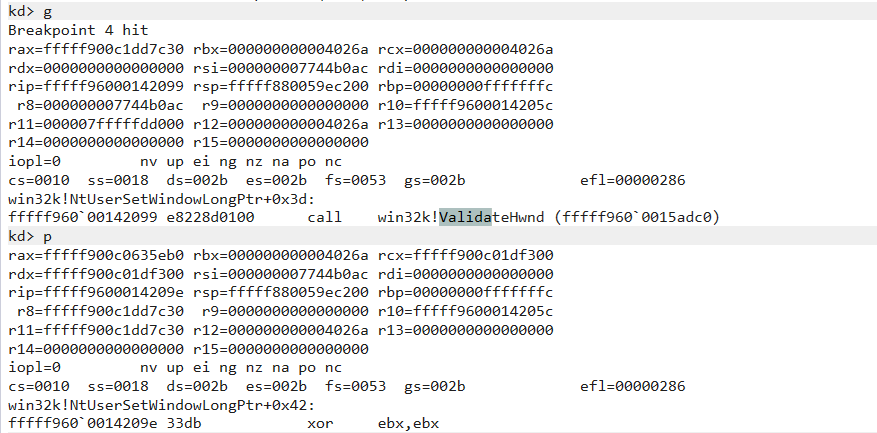 kd> g
Breakpoint 4 hit
rax=fffff900c1dd7c30 rbx=000000000004026a rcx=000000000004026a
rdx=0000000000000000 rsi=000000007744b0ac rdi=0000000000000000
rip=fffff96000142099 rsp=fffff880059ec200 rbp=00000000fffffffc
r8=000000007744b0ac r9=0000000000000000 r10=fffff9600014205c
r11=000007fffffdd000 r12=000000000004026a r13=0000000000000000
r14=0000000000000000 r15=0000000000000000
iopl=0 nv up ei ng nz na po nc
cs=0010 ss=0018 ds=002b es=002b fs=0053 gs=002b efl=00000286
win32k!NtUserSetWindowLongPtr+0x3d:
fffff960`00142099 e8228d0100 call win32k!ValidateHwnd (fffff960`0015adc0)
kd> p
rax=fffff900c0635eb0 rbx=000000000004026a rcx=fffff900c01df300
rdx=fffff900c01df300 rsi=000000007744b0ac rdi=0000000000000000
rip=fffff9600014209e rsp=fffff880059ec200 rbp=00000000fffffffc
r8=fffff900c1dd7c30 r9=0000000000000000 r10=fffff9600014205c
r11=fffff900c1dd7c30 r12=000000000004026a r13=0000000000000000
r14=0000000000000000 r15=0000000000000000
iopl=0 nv up ei ng nz na po nc
cs=0010 ss=0018 ds=002b es=002b fs=0053 gs=002b efl=00000286
win32k!NtUserSetWindowLongPtr+0x42:
fffff960`0014209e 33db xor ebx,ebx